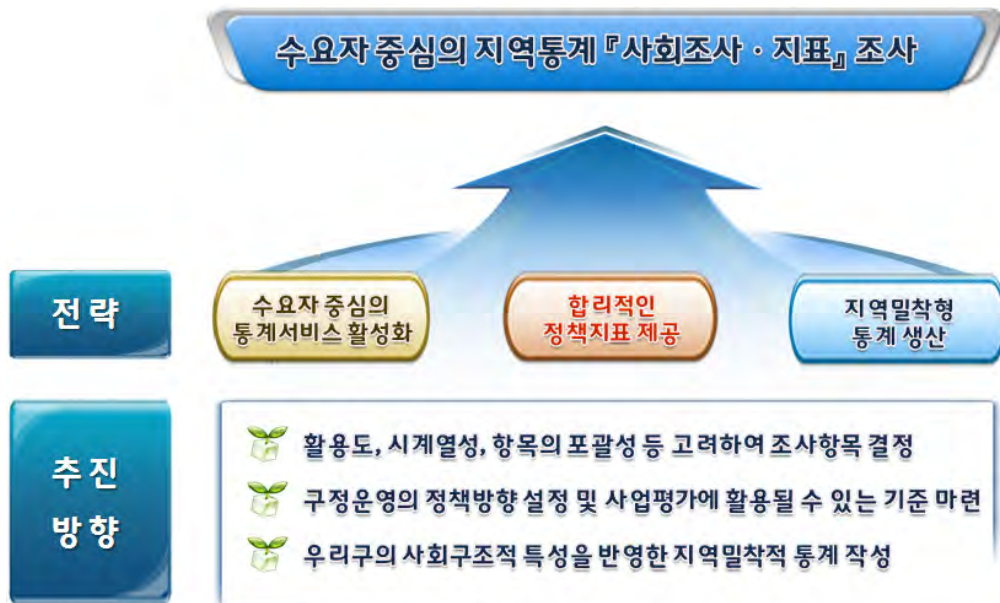 수요자 중심의 지역통계 『사회조사 · 지표』 조사
전 략
수요자 중심의
통계서비스 활성화
합리적인
정책지표 제공
지역밀착형
통계 생산
추 진
방 향
활용도, 시계열성, 항목의 포괄성 등 고려하여 조사항목 결정
구정운영의 정책방향 설정 및 사업평가에 활용될 수 있는 기준 마련
우리구의 사회구조적 특성을 반영한 지역밀착적 통계 작성